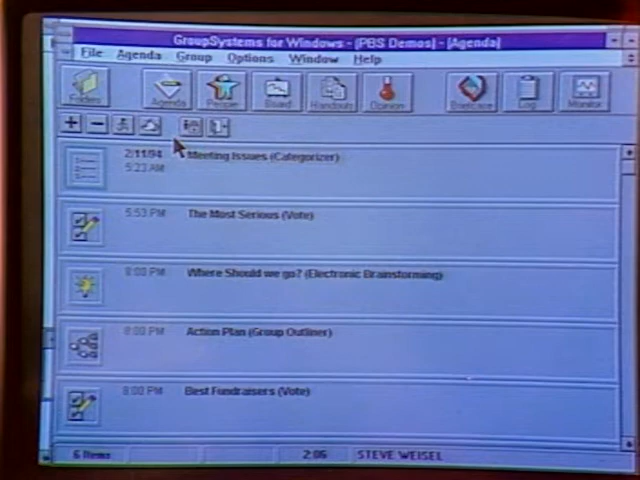 GroupSystems for Windows - [PBS Demos] - [Agenda]
File Agenda Group Options Window Help
Folders Agenda People Board Handouts Opinion Briefcase Log Monitor
2/11/94 Meeting Issues (Categorizer)
5:23 AM
5:53 PM The Most Serious (Vote)
8:00 PM Where Should we go? (Electronic Brainstorming)
8:00 PM Action Plan (Group Outliner)
8:00 PM Best Fundraisers (Vote)
6 Items 2:06 STEVE WEISEL